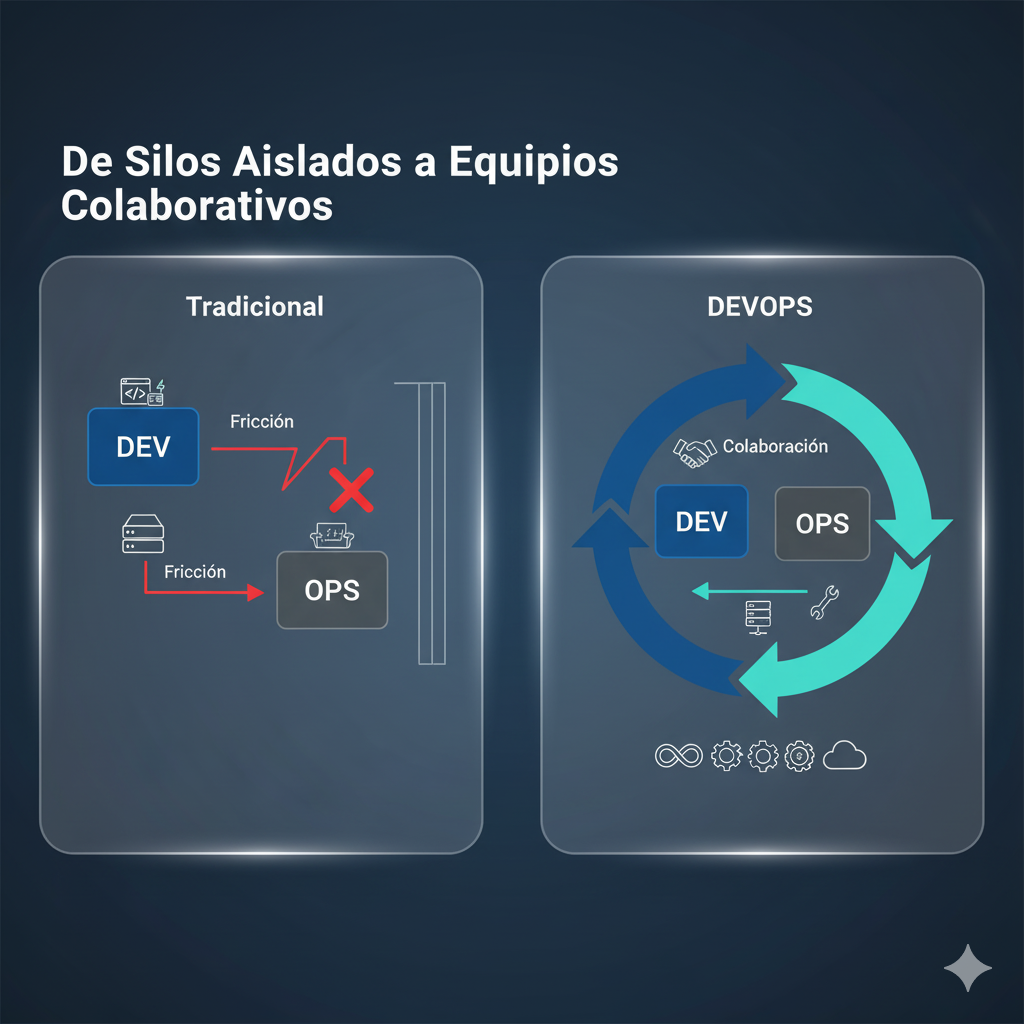 De Silos Aislados a Equipios
Colaborativos
Tradicional
DEV
Fricción
Fricción
OPS
DEVOPS
Colaboración
DEV
OPS